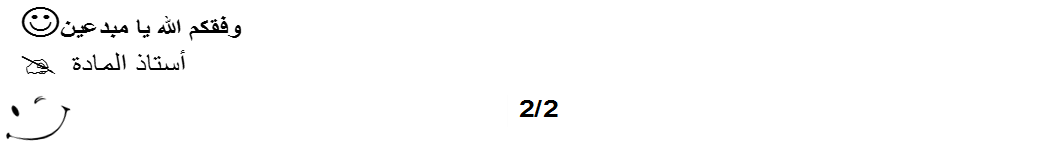 وفقكم الله يا مبدعين
أستاذ المادة
2/2